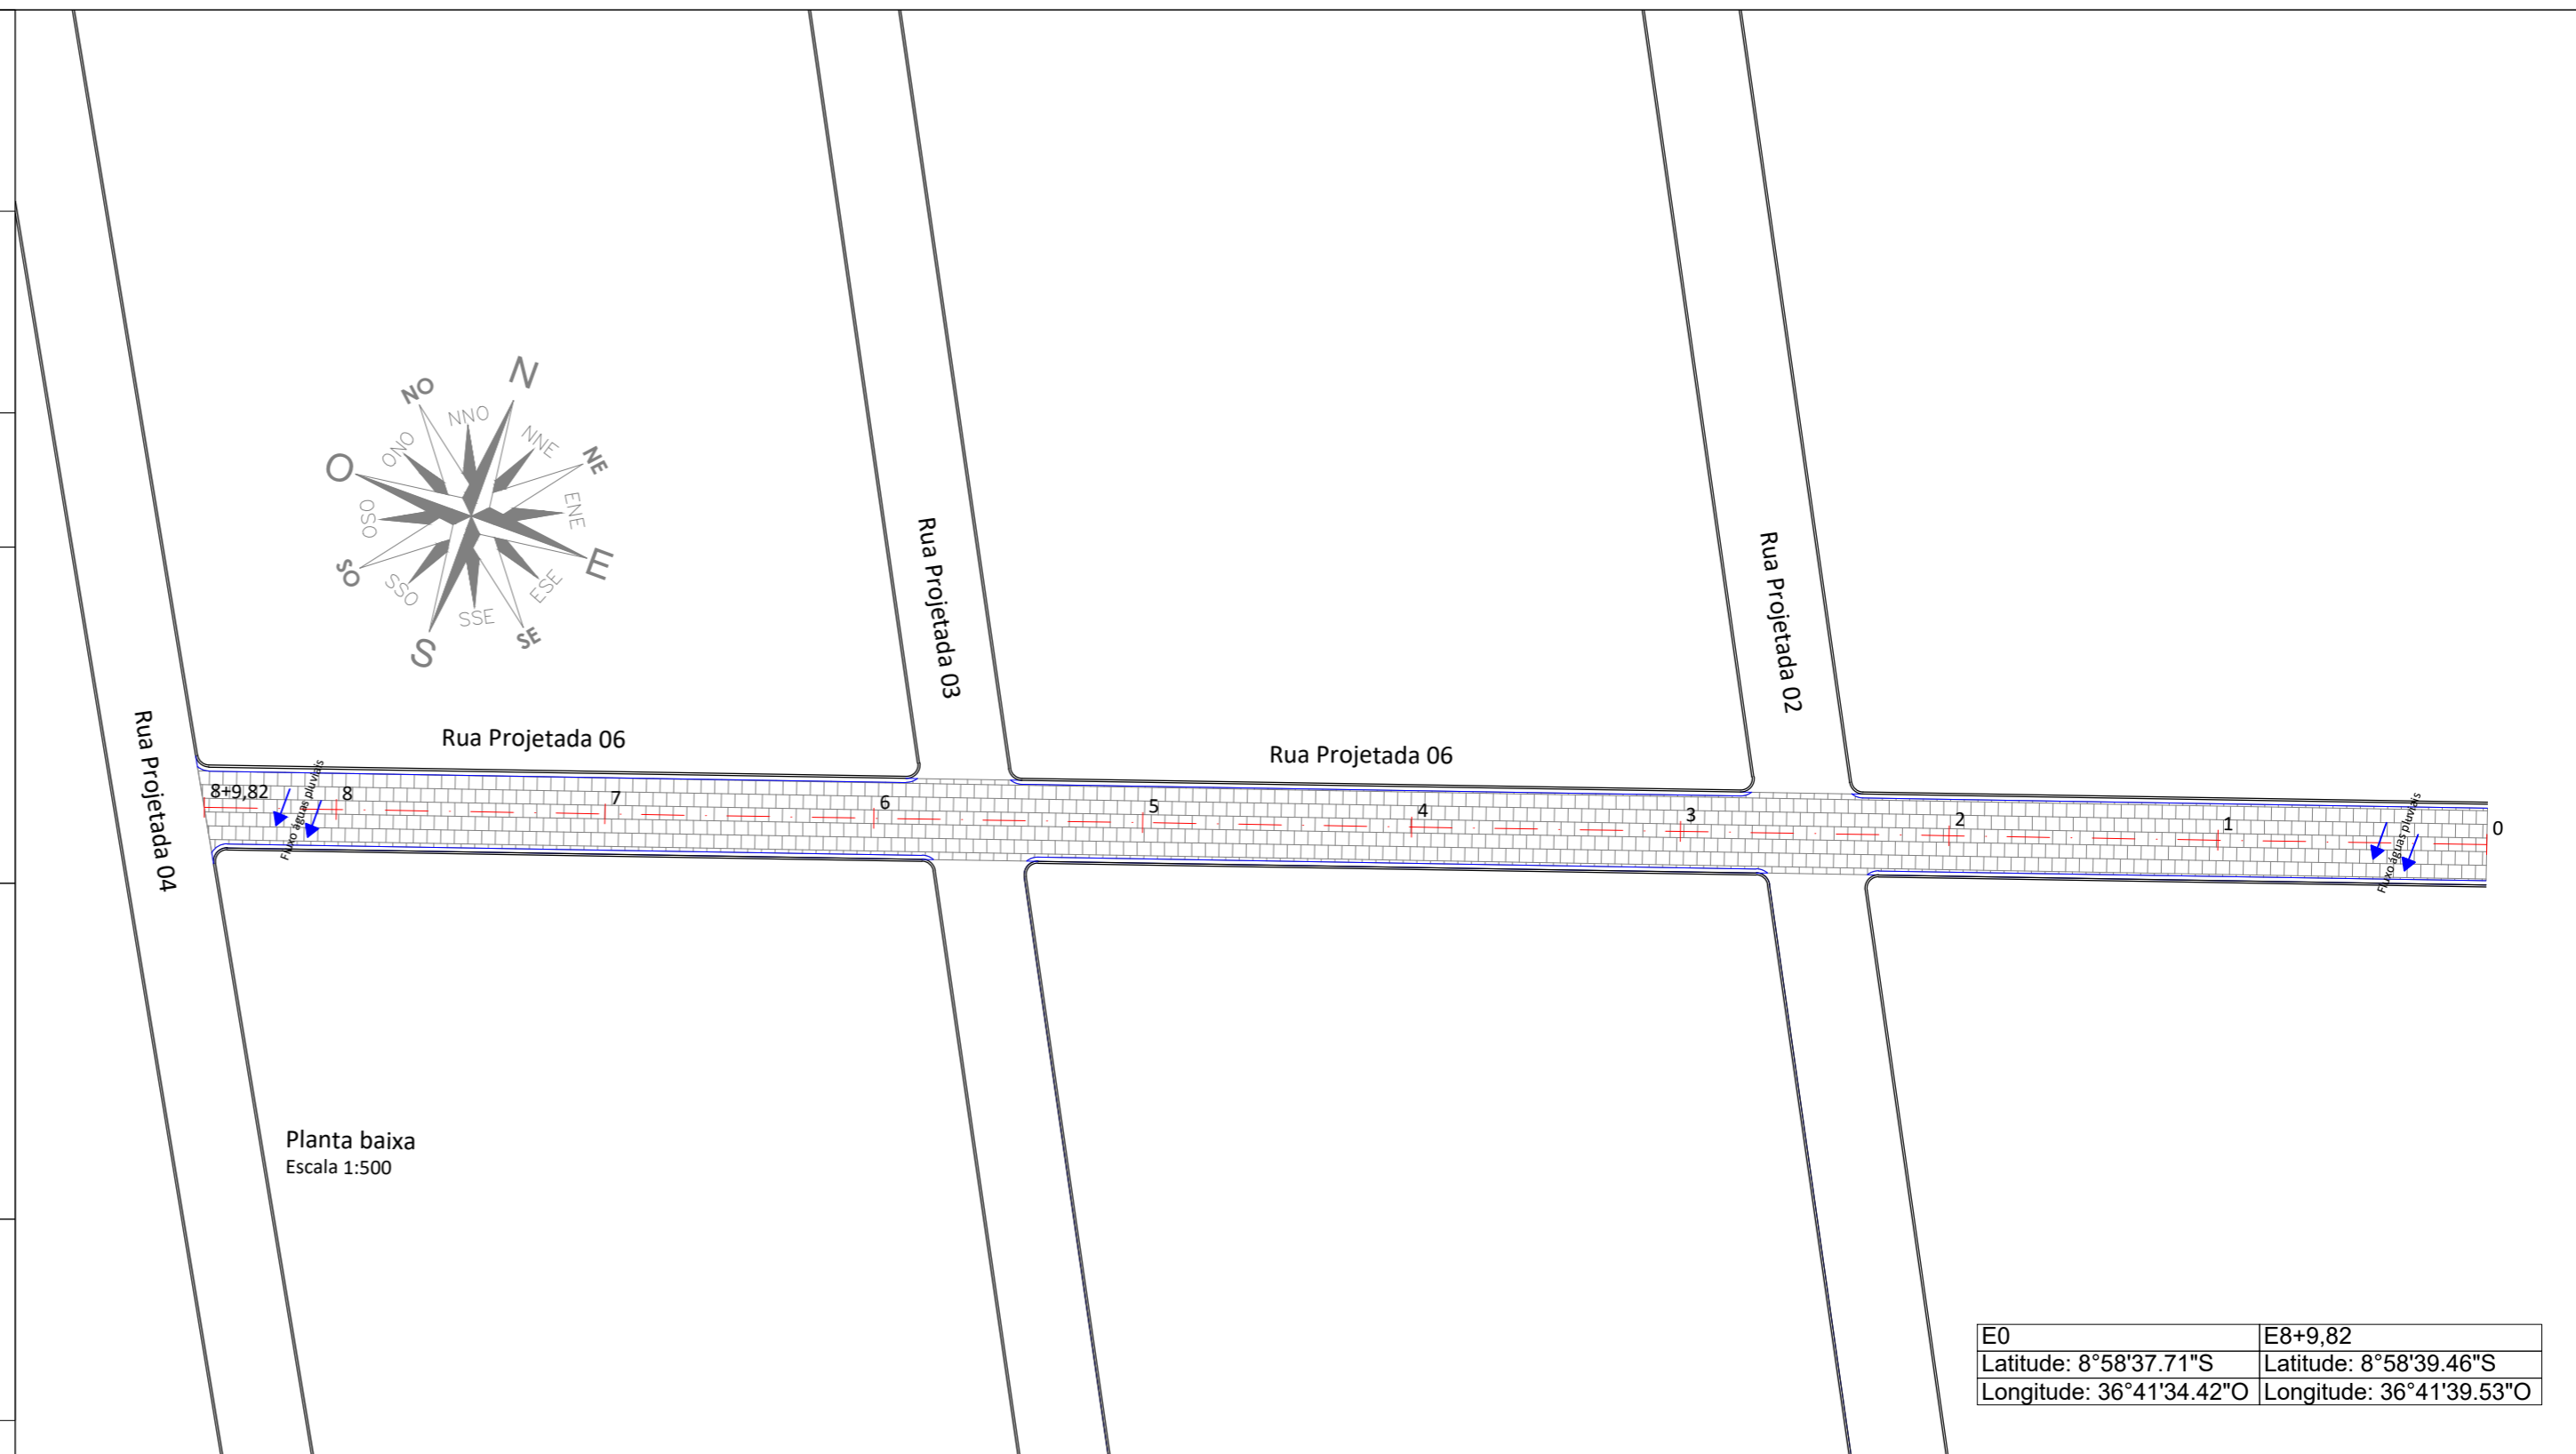 N
NO
NNO
NNE
NE
ONO
O
ENE
OSO
E
SO
SSO
ESE
SSE
SE
S
Rua Projetada 03
Rua Projetada 02
Rua Projetada 04
Rua Projetada 06
Rua Projetada 06
8+9,82
8
7
6
5
4
3
2
1
0
Fluxo águas pluviais
Fluxo águas pluviais
Planta baixa
Escala 1:500
E0 E8+9,82
Latitude: 8°58'37.71"S Latitude: 8°58'39.46"S
Longitude: 36°41'34.42"O Longitude: 36°41'39.53"O